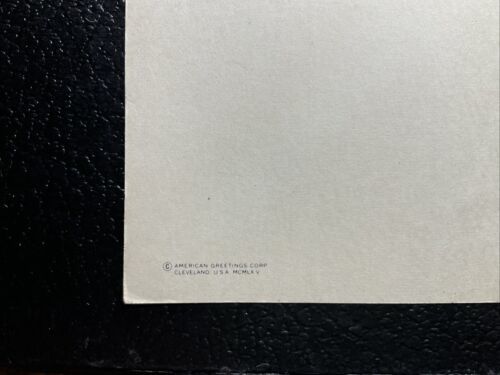 © AMERICAN GREETINGS CORP
CLEVELAND, U.S.A. MCMLXV